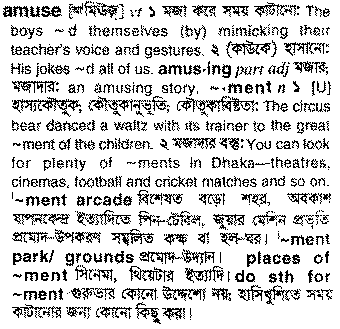 amuse [অ্যামিউজ়্] vt ১ মজা করে সময় কাটানো: The
boys ~d themselves (by) mimicking their
teacher's voice and gestures. ২ (কাউকে) হাসানো:
His jokes ~d all of us. amus·ing part adj মজার;
মজাদার: an amusing story. ~·ment n ১ [U]
হাস্যকৌতুক; কৌতুকানুভূতি; কৌতুকাবিষ্টতা: The circus
bear danced a waltz with its trainer to the great
~ment of the children. ২ মজাদার বস্তু: You can look
for plenty of ~ments in Dhaka—theatres,
cinemas, football and cricket matches and so on.
'~ment arcade বিশেষত বড়ো শহর, অবকাশ
যাপনকেন্দ্র ইত্যাদিতে পিন-টেবিল, জুয়ার মেশিন প্রভৃতি
প্রমোদ-উপকরণ সম্বলিত কক্ষ বা হল-ঘর। '~ment
park/ grounds প্রমোদ-উদ্যান। places of
~ment সিনেমা, থিয়েটার ইত্যাদি। do sth for
~ment গুরুভার কোনো উদ্দেশ্যে নয়; হাসিখুশিতে সময়
কাটানোর জন্য কোনো কিছু করা।